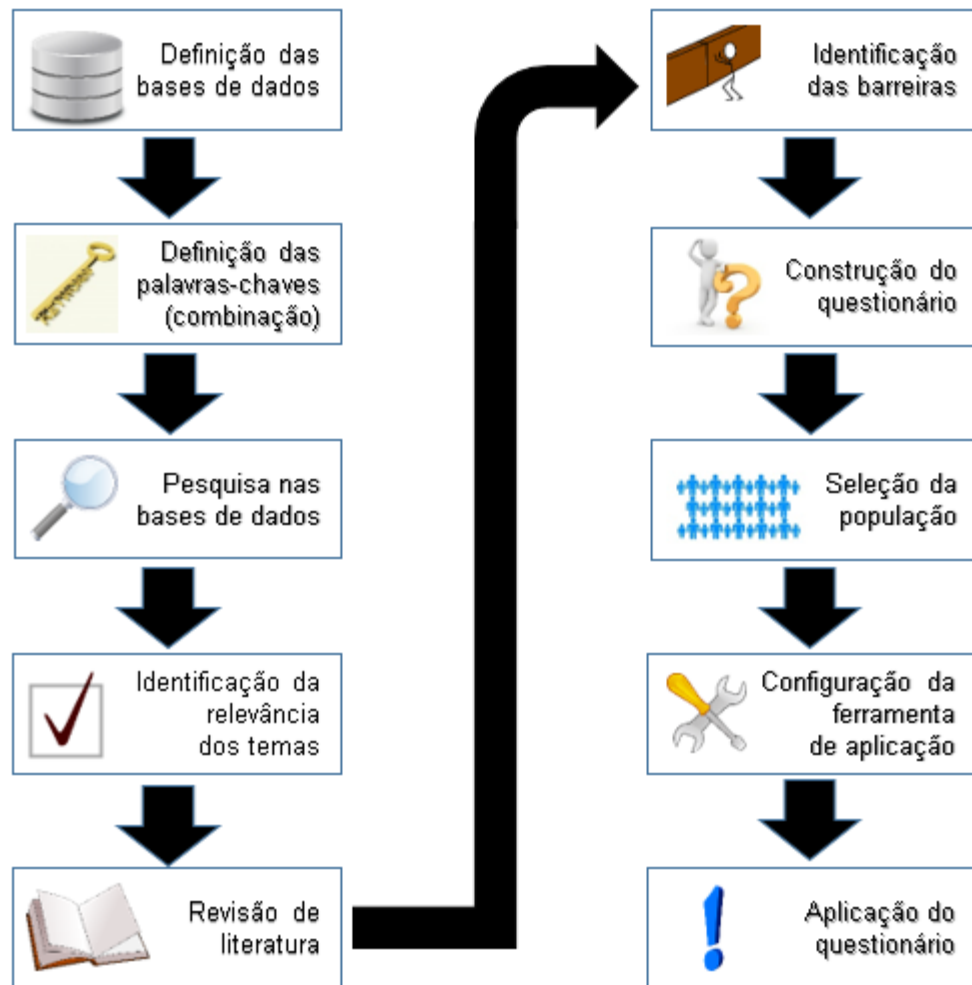 Definição das
bases de dados
Definição das
palavras-chaves
(combinação)
Pesquisa nas
bases de dados
Identificação da
relevância
dos temas
Revisão de
literatura
Identificação
das barreiras
Construção do
questionário
Seleção da
população
Configuração da
ferramenta
de aplicação
Aplicação do
questionário